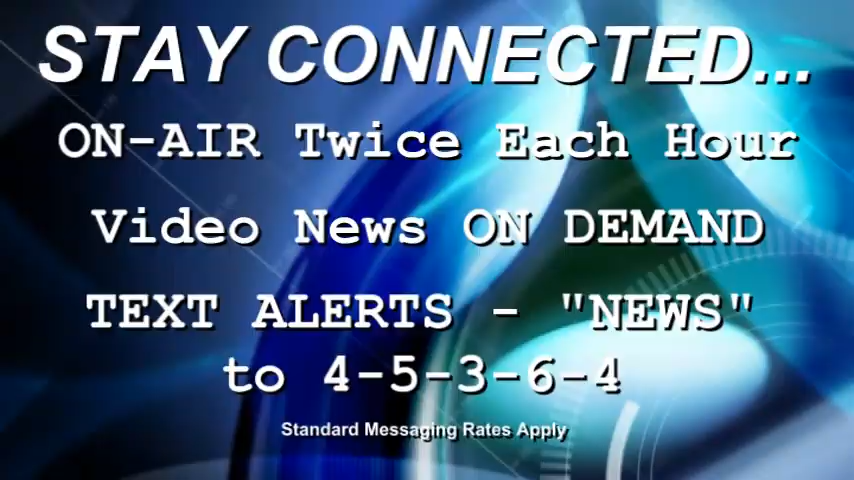 STAY CONNECTED...
ON-AIR Twice Each Hour
Video News ON DEMAND
TEXT ALERTS - "NEWS"
to 4-5-3-6-4
Standard Messaging Rates Apply